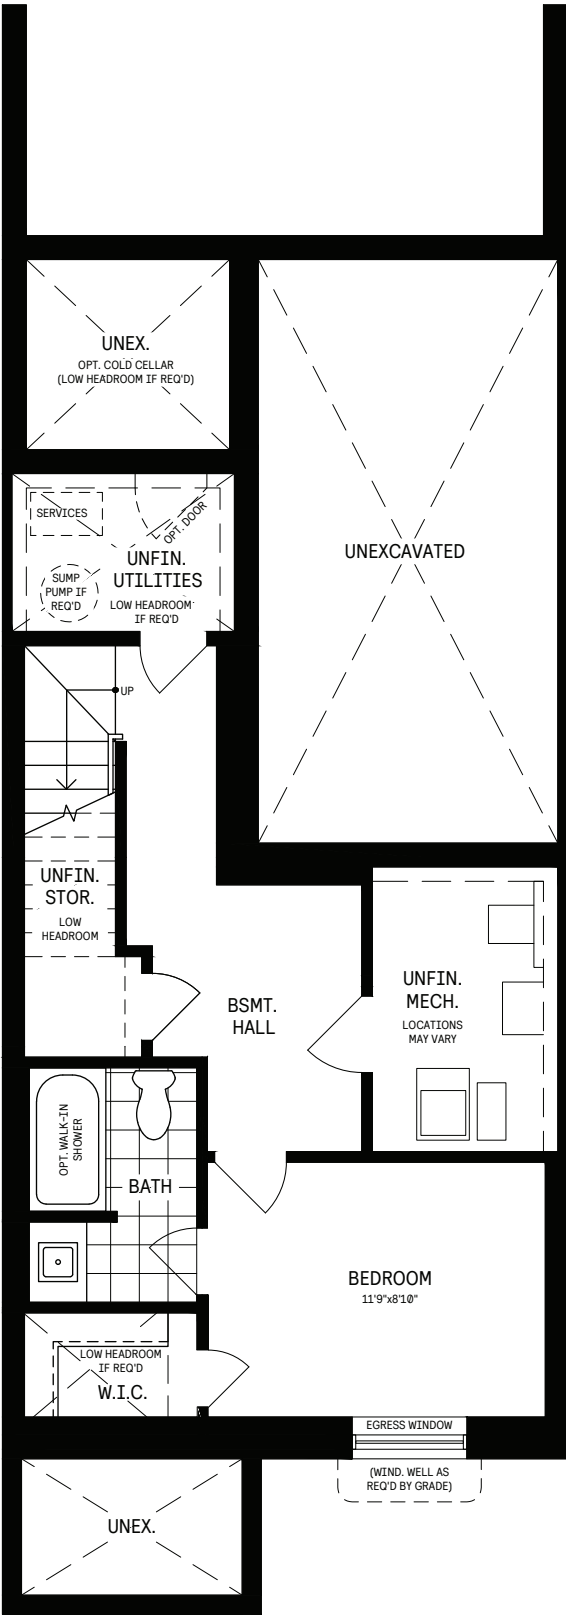 UNEX.
OPT. COLD CELLAR
(LOW HEADROOM IF REQ'D)
UNEXCAVATED
SERVICES
OPT. DOOR
UNFIN.
UTILITIES
LOW HEADROOM
IF REQ'D
SUMP
PUMP IF
REQ'D
UP
UNFIN.
STOR.
LOW
HEADROOM
BSMT.
HALL
UNFIN.
MECH.
LOCATIONS
MAY VARY
OPT. WALK-IN
SHOWER
BATH
BEDROOM
11'9"x8'10"
LOW HEADROOM
IF REQ'D
W.I.C.
EGRESS WINDOW
(WIND. WELL AS
REQ'D BY GRADE)
UNEX.